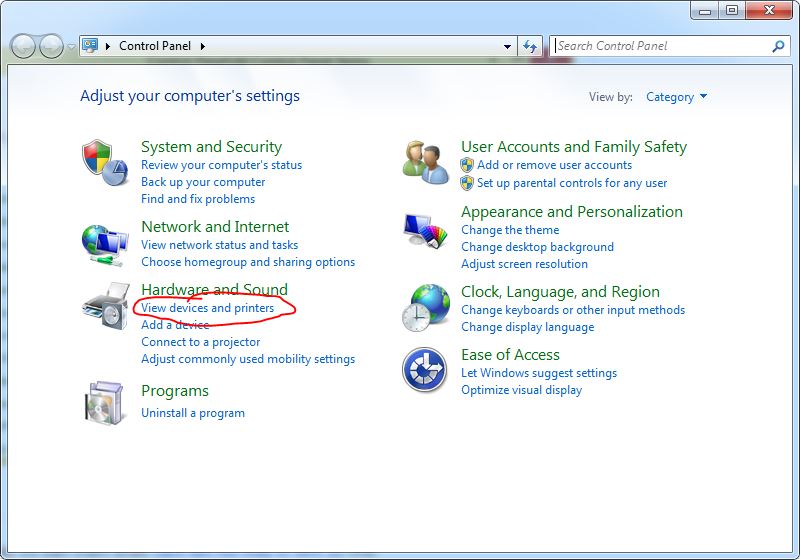 Control Panel
Search Control Panel
Adjust your computer's settings
View by: Category
System and Security
Review your computer's status
Back up your computer
Find and fix problems
Network and Internet
View network status and tasks
Choose homegroup and sharing options
Hardware and Sound
View devices and printers
Add a device
Connect to a projector
Adjust commonly used mobility settings
Programs
Uninstall a program
User Accounts and Family Safety
Add or remove user accounts
Set up parental controls for any user
Appearance and Personalization
Change the theme
Change desktop background
Adjust screen resolution
Clock, Language, and Region
Change keyboards or other input methods
Change display language
Ease of Access
Let Windows suggest settings
Optimize visual display